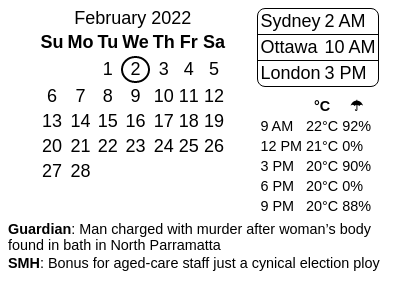 February 2022
Su Mo Tu We Th Fr Sa
1 2 3 4 5
6 7 8 9 10 11 12
13 14 15 16 17 18 19
20 21 22 23 24 25 26
27 28
Sydney 2 AM
Ottawa 10 AM
London 3 PM
°C ☂
9 AM 22°C 92%
12 PM 21°C 0%
3 PM 20°C 90%
6 PM 20°C 0%
9 PM 20°C 88%
Guardian: Man charged with murder after woman’s body
found in bath in North Parramatta
SMH: Bonus for aged-care staff just a cynical election ploy